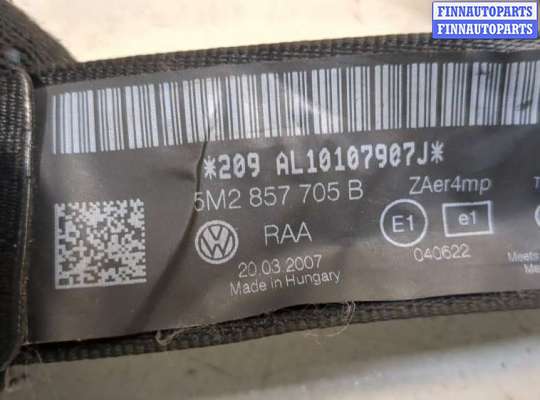 FINNAUTOPARTS
FINNAUTOPARTS
*209 AL10107907J*
5M2 857 705 B
ZAer4mp
RAA
E1
e1
20.03.2007
040622
Made in Hungary
Meets